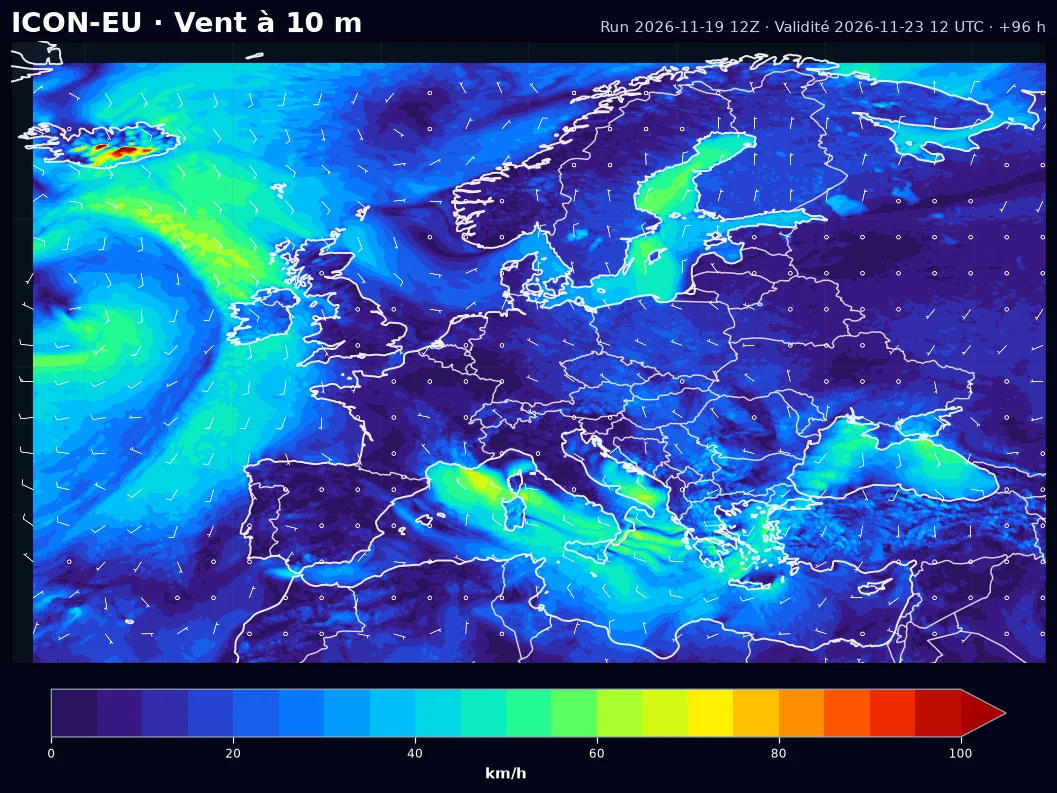 ICON-EU · Vent à 10 m
Run 2026-11-19 12Z · Validité 2026-11-23 12 UTC · +96 h
0 20 40 60 80 100
km/h